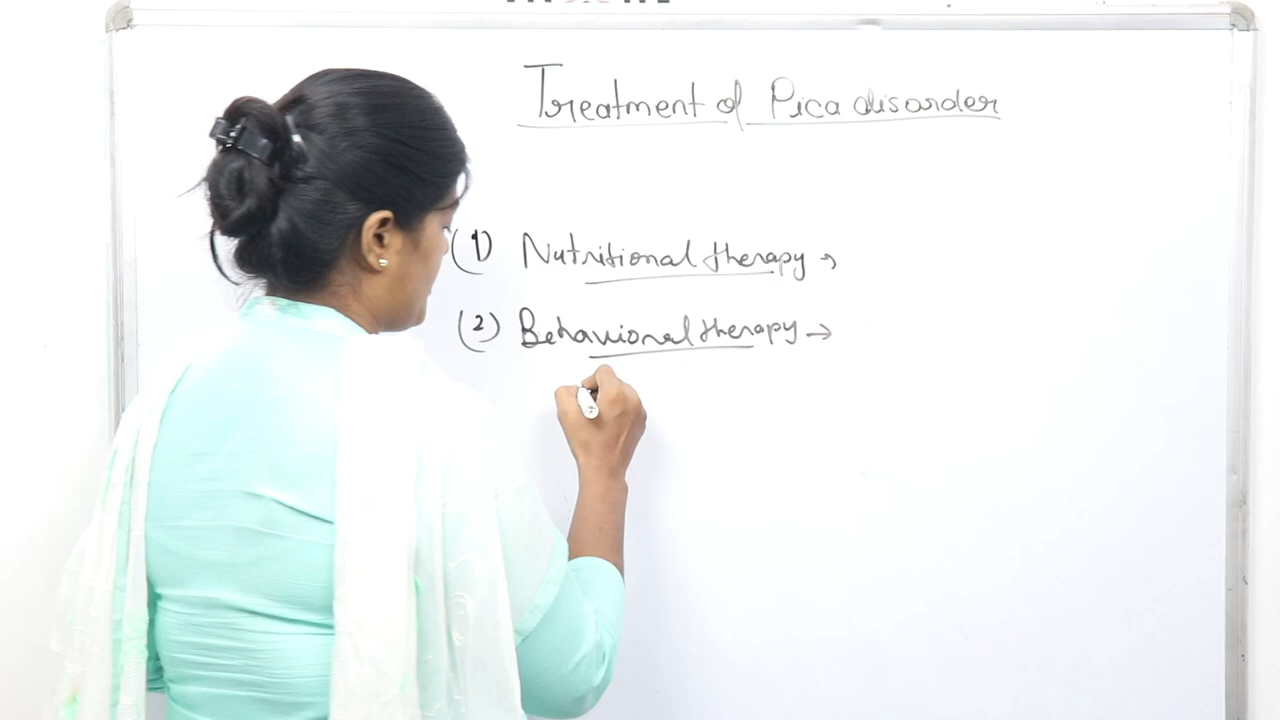 Treatment of Pica disorder
(1) Nutritional therapy →
(2) Behavioral therapy →